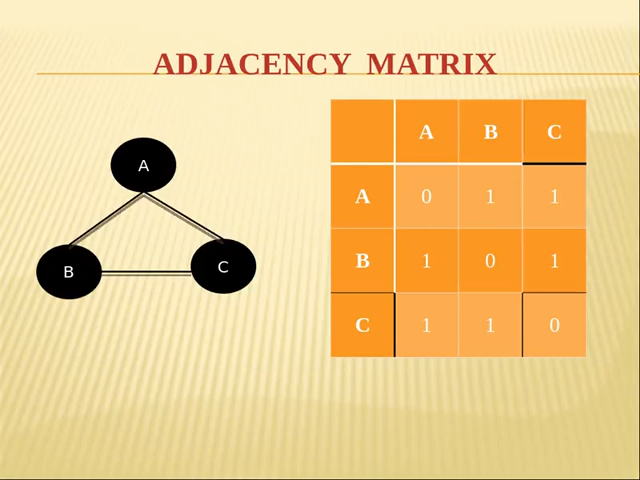 ADJACENCY MATRIX
A
B
C
A B C
A 0 1 1
B 1 0 1
C 1 1 0